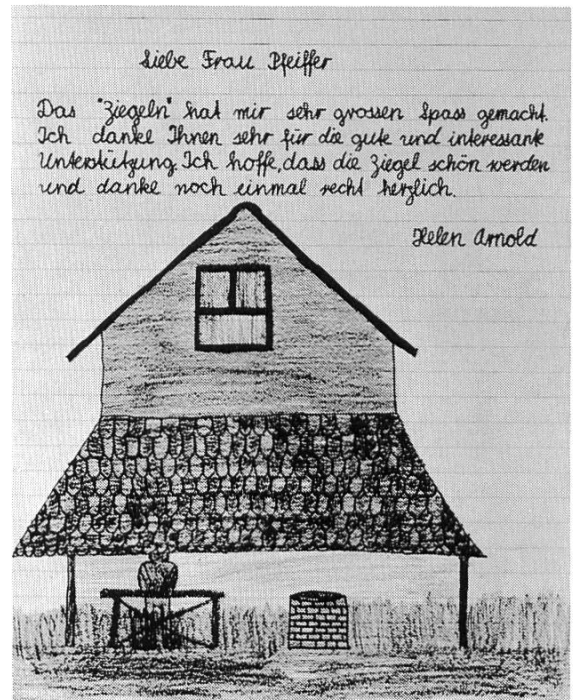 Liebe Frau Pfeiffer
Das "Ziegeln" hat mir sehr grossen Spass gemacht.
Ich danke Ihnen sehr für die gute und interessante
Unterstützung. Ich hoffe, dass die Ziegel schön werden
und danke noch einmal recht herzlich.
Helen Arnold